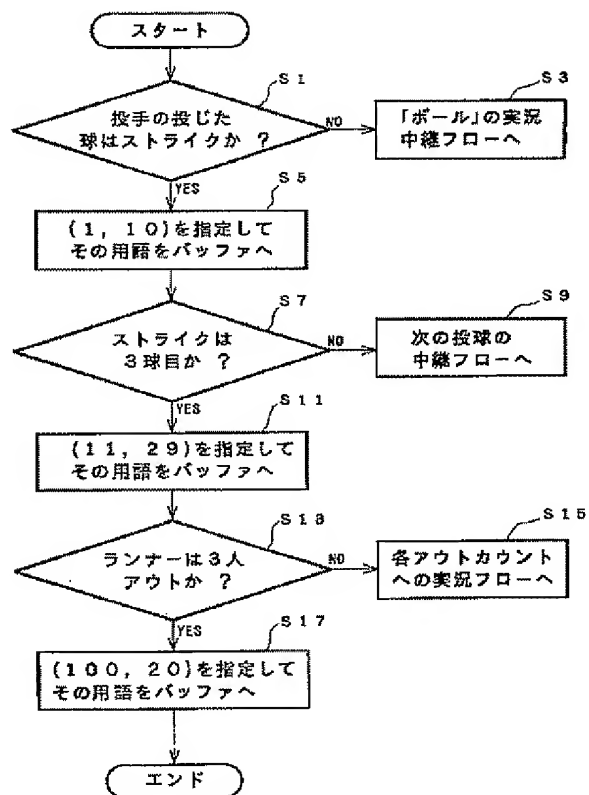 スタート
S1
投手の投じた
球はストライクか ?
NO
S3
「ボール」の実況
中継フローへ
YES
S5
(1, 10)を指定して
その用語をバッファへ
S7
ストライクは
3球目か ?
NO
S9
次の投球の
中継フローへ
YES
S11
(11, 29)を指定して
その用語をバッファへ
S13
ランナーは3人
アウトか ?
NO
S15
各アウトカウント
への実況フローへ
YES
S17
(100, 20)を指定して
その用語をバッファへ
エンド